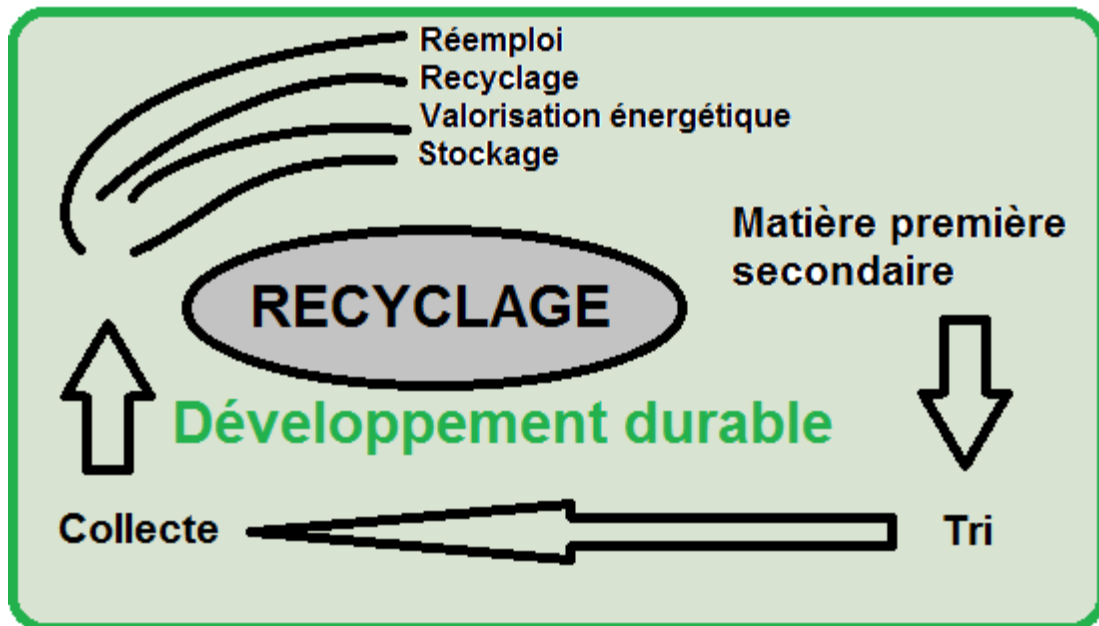 Réemploi
Recyclage
Valorisation énergétique
Stockage
Matière première
secondaire
RECYCLAGE
Développement durable
Collecte
Tri